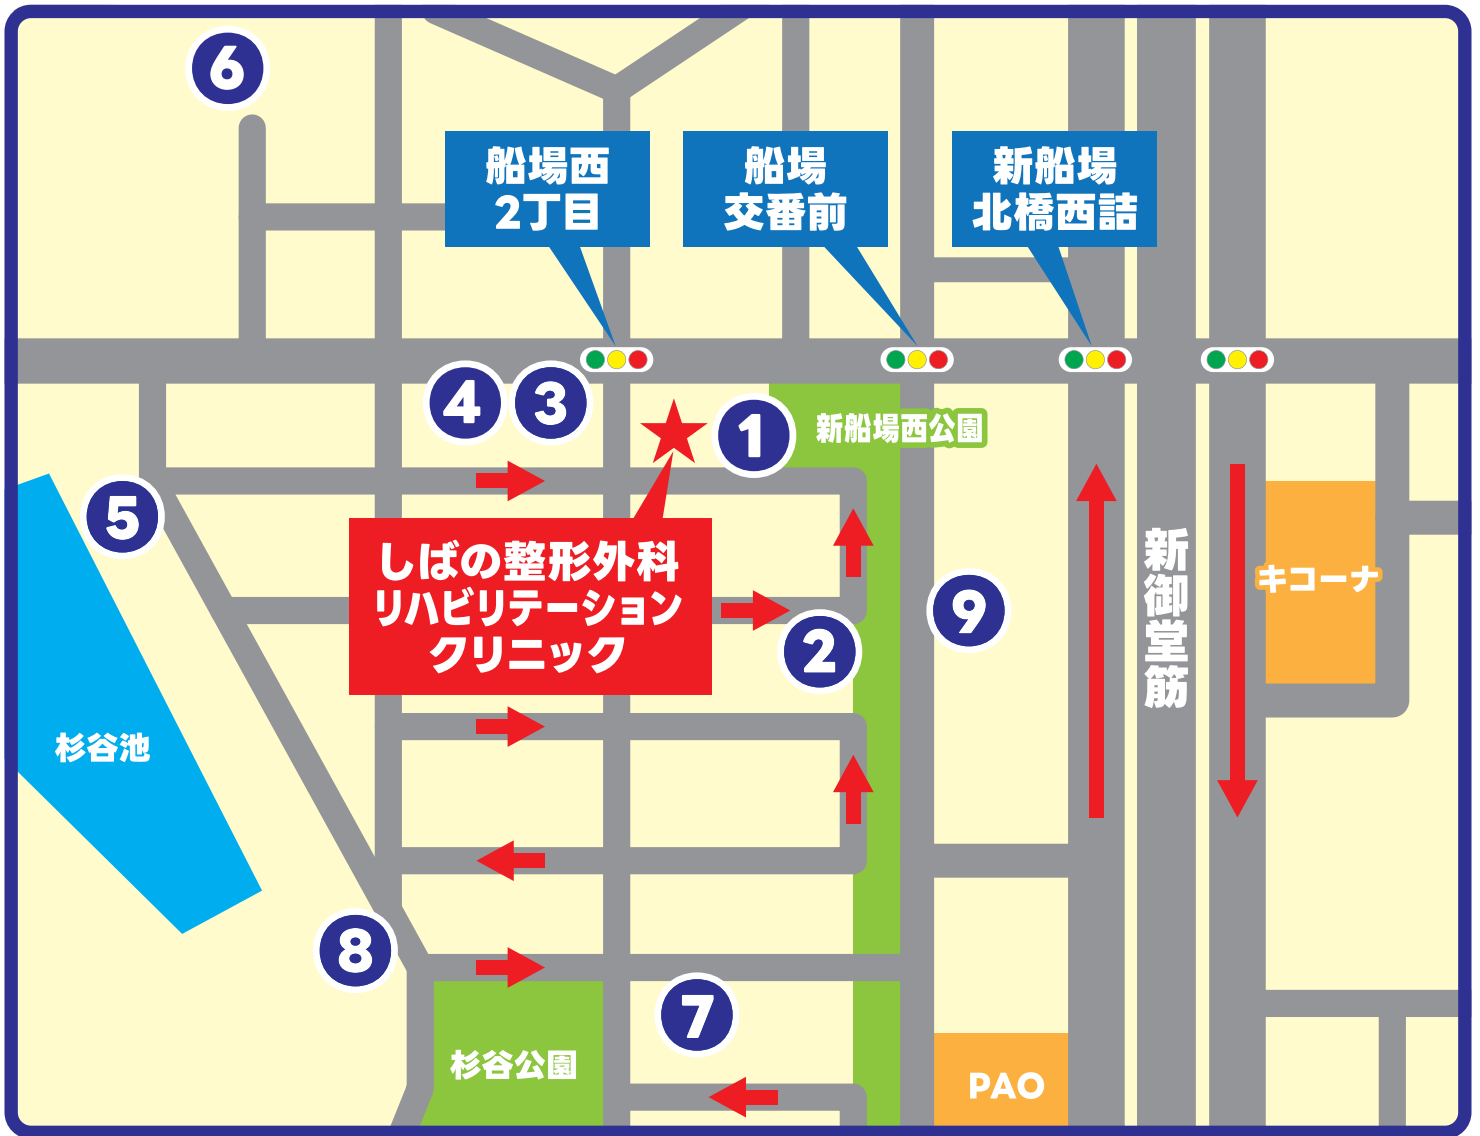 6
船場西
2丁目
船場
交番前
新船場
北橋西詰
4
3
1
新船場西公園
5
しばの整形外科
リハビリテーション
クリニック
2
9
新御堂筋
キコーナ
杉谷池
8
7
杉谷公園
PAO